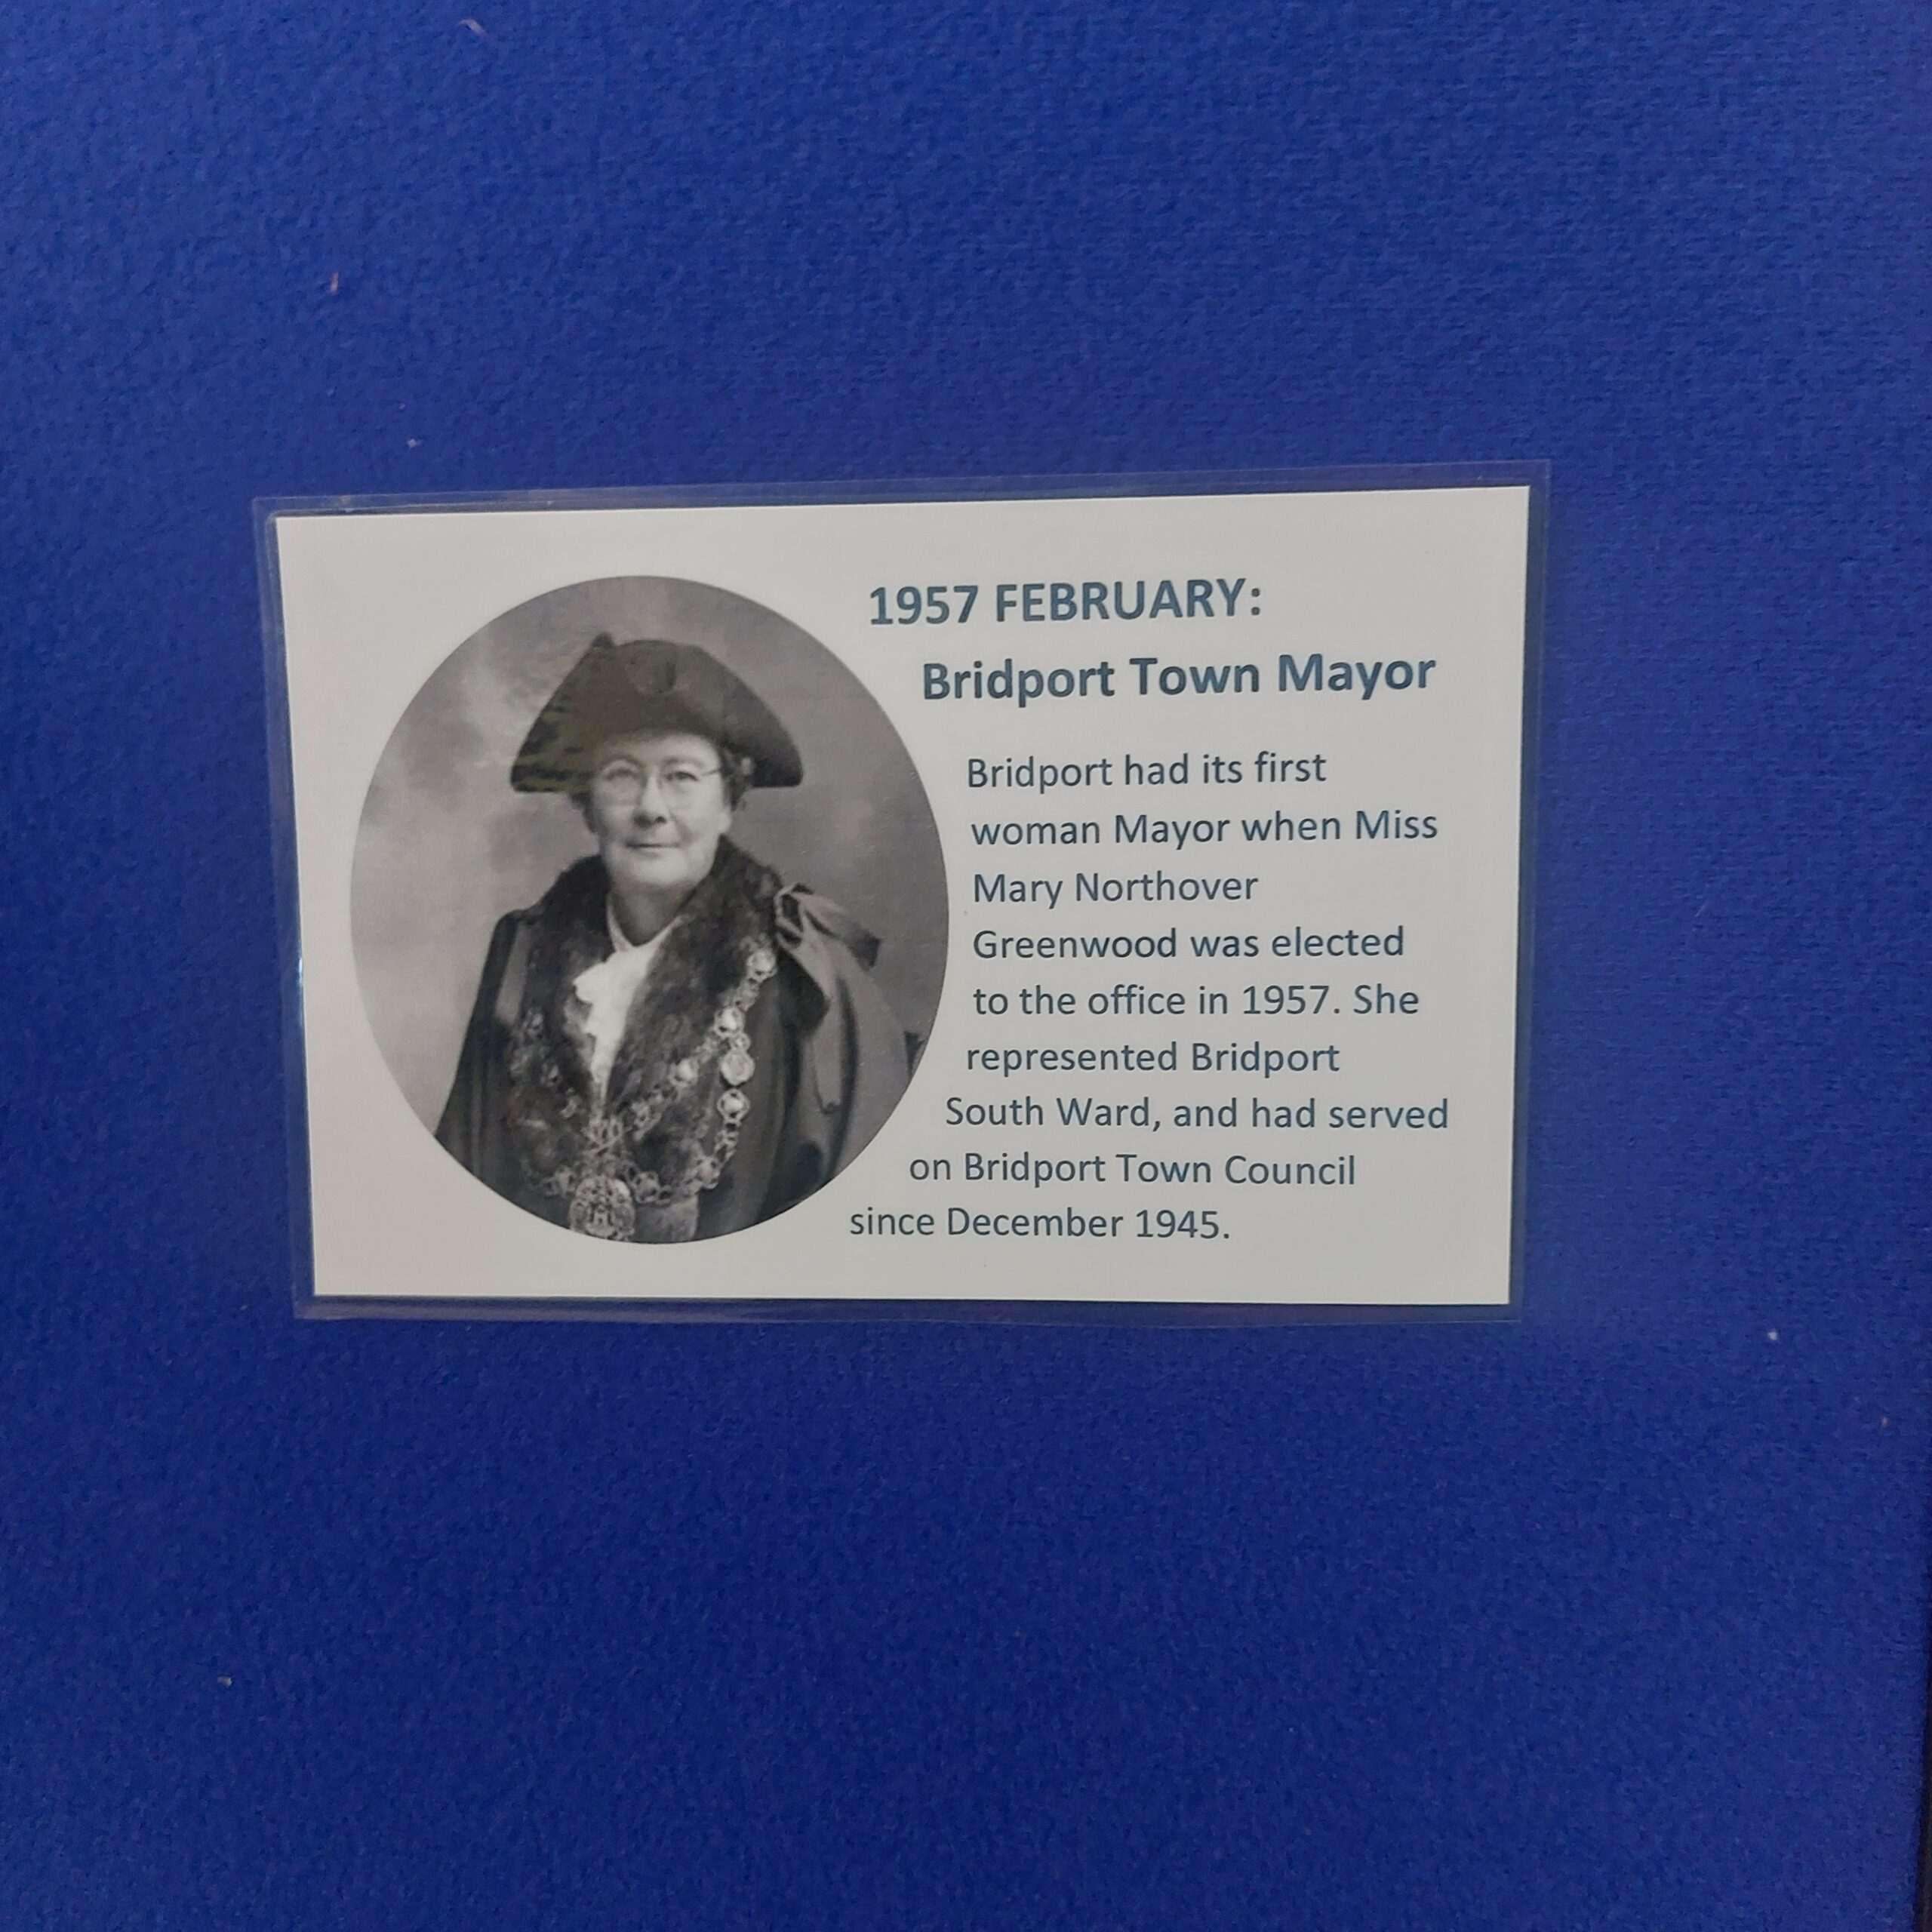 1957 FEBRUARY:
Bridport Town Mayor
Bridport had its first
woman Mayor when Miss
Mary Northover
Greenwood was elected
to the office in 1957. She
represented Bridport
South Ward, and had served
on Bridport Town Council
since December 1945.